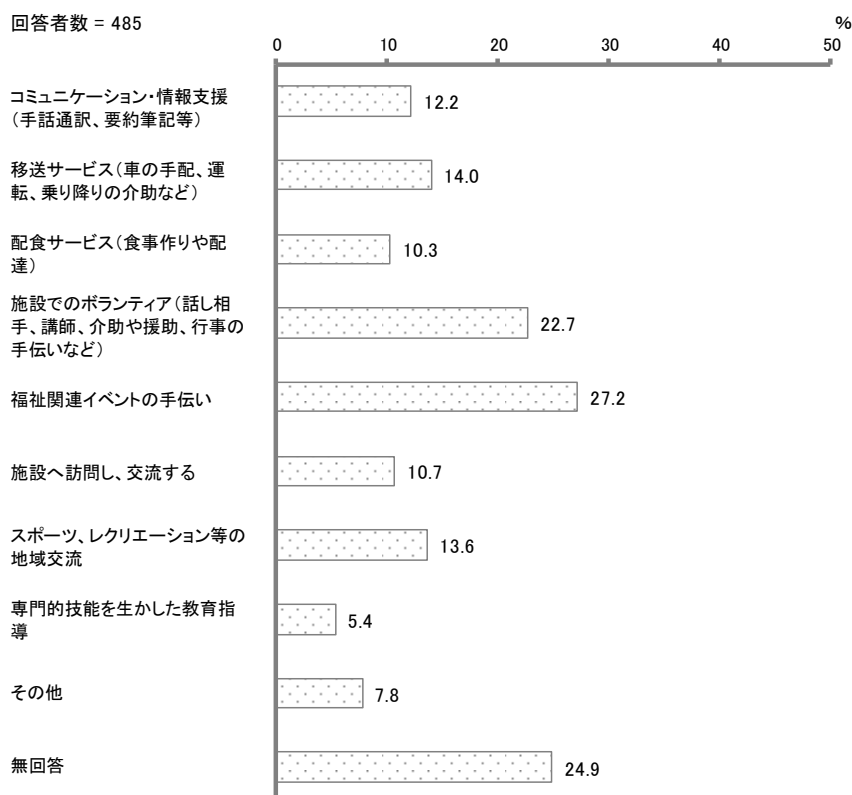 回答者数 = 485
%
0 10 20 30 40 50
コミュニケーション・情報支援
（手話通訳、要約筆記等）
12.2
移送サービス（車の手配、運
転、乗り降りの介助など）
14.0
配食サービス（食事作りや配
達）
10.3
施設でのボランティア（話し相
手、講師、介助や援助、行事の
手伝いなど）
22.7
福祉関連イベントの手伝い
27.2
施設へ訪問し、交流する
10.7
スポーツ、レクリエーション等の
地域交流
13.6
専門的技能を生かした教育指
導
5.4
その他
7.8
無回答
24.9